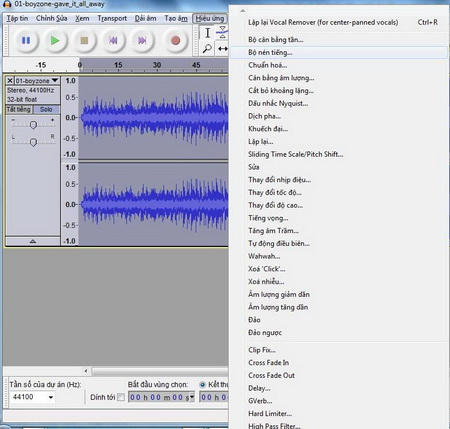 01-boyzone-gave_it_all_away
Tập tin Chỉnh Sửa Xem Transport Dải âm Tạo âm Hiệu ứng
-15 0 15 30 45
01-boyzone
Stereo, 44100Hz
32-bit float
Tắt tiếng Solo
- +
L R
1.0
0.5
0.0
-0.5
-1.0
1.0
0.5
0.0
-0.5
-1.0
Tần số của dự án (Hz):
44100
Dính tới
Bắt đầu vùng chọn:
00 h 00 m 00 s
Kết thú
00 h 0
Lặp lại Vocal Remover (for center-panned vocals) Ctrl+R
Bộ cân bằng tần...
Bộ nén tiếng...
Chuẩn hoá...
Cân bằng âm lượng...
Cắt bỏ khoảng lặng...
Dấu nhắc Nyquist...
Dịch pha...
Khuếch đại...
Lặp lại...
Sliding Time Scale/Pitch Shift...
Sửa
Thay đổi nhịp điệu...
Thay đổi tốc độ...
Thay đổi độ cao...
Tiếng vọng...
Tăng âm Trầm...
Tự động điều biên...
Wahwah...
Xoá 'Click'...
Xoá nhiễu...
Âm lượng giảm dần
Âm lượng tăng dần
Đảo
Đảo ngược
Clip Fix...
Cross Fade In
Cross Fade Out
Delay...
GVerb...
Hard Limiter...
High Pass Filter...